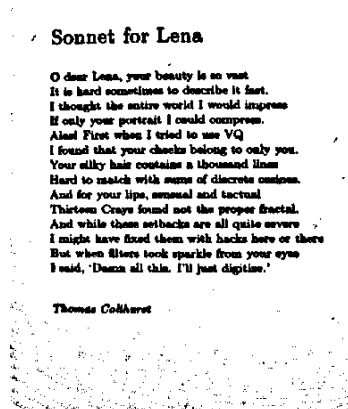 Sonnet for Lena
O dear Lena, your beauty is so vast
It is hard sometimes to describe it fast.
I thought the entire world I would impress
If only your portrait I could compress.
Alas! First when I tried to use VQ
I found that your cheeks belong to only you.
Your silky hair contains a thousand lines
Hard to match with sums of discrete cosines.
And for your lips, sensual and tactual
Thirteen Crays found not the proper fractal.
And while these setbacks are all quite severe
I might have fixed them with hacks here or there
But when filters took sparkle from your eyes
I said, 'Damn all this. I'll just digitize.'
Thomas Colthurst